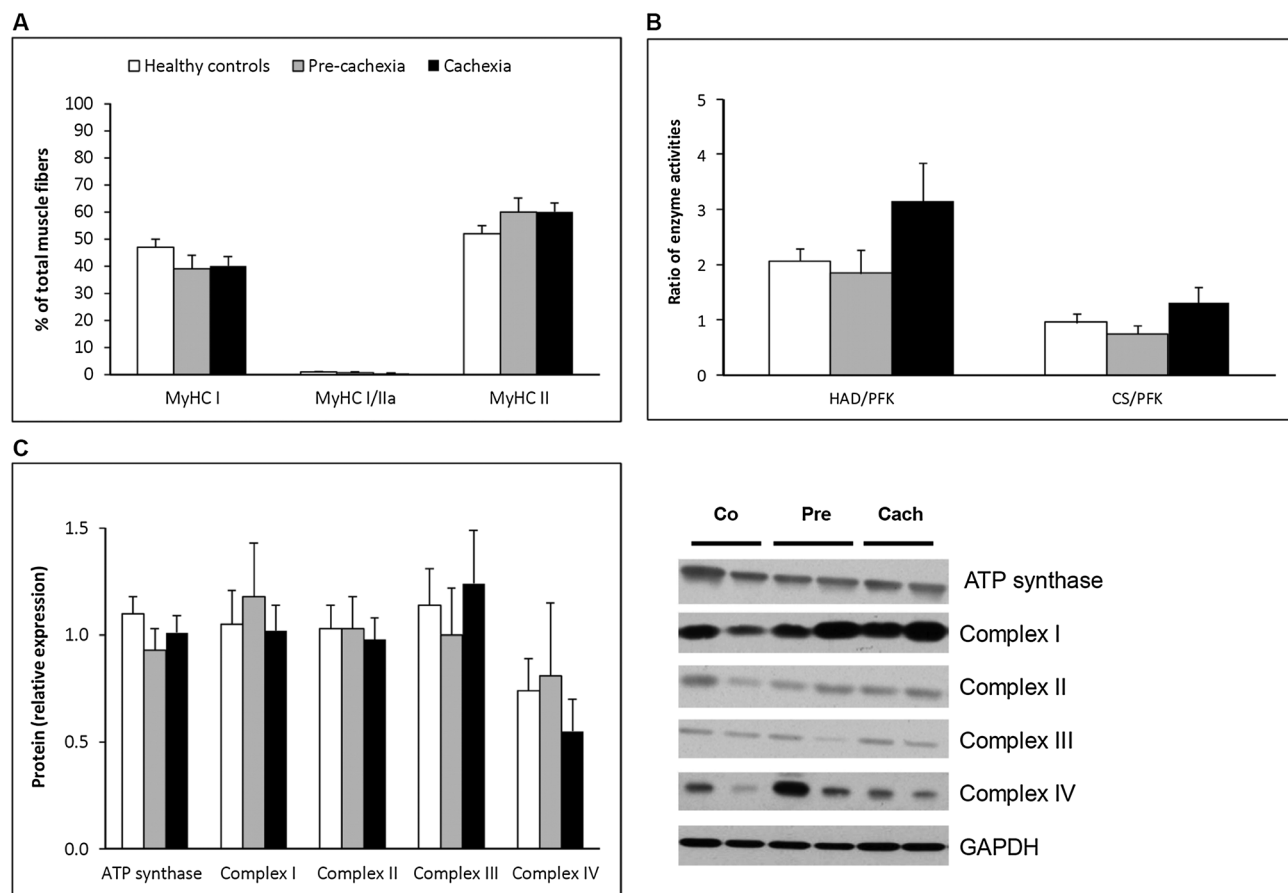 A
Healthy controls Pre-cachexia Cachexia
% of total muscle fibers
100
90
80
70
60
50
40
30
20
10
0
MyHC I MyHC I/IIa MyHC II
B
Ratio of enzyme activities
5
4
3
2
1
0
HAD/PFK CS/PFK
C
Protein (relative expression)
1.5
1.0
0.5
0.0
ATP synthase Complex I Complex II Complex III Complex IV
Co Pre Cach
ATP synthase
Complex I
Complex II
Complex III
Complex IV
GAPDH